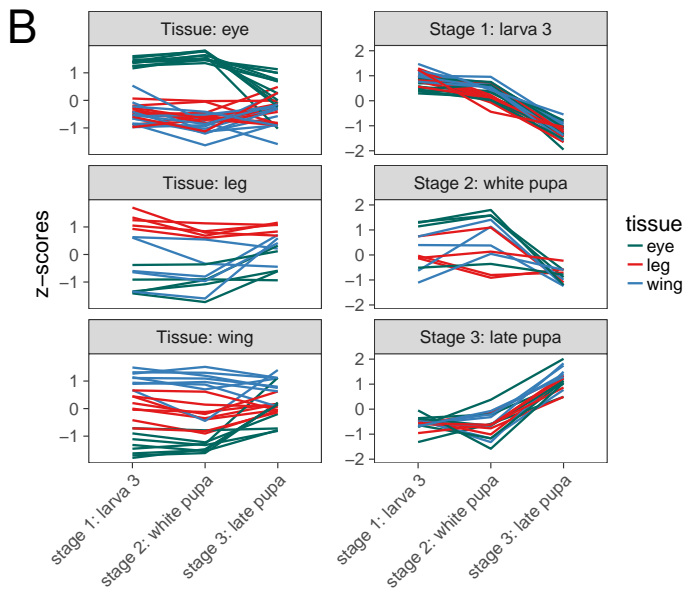 B
Tissue: eye
Stage 1: larva 3
1
0
−1
2
1
0
−1
−2
Tissue: leg
Stage 2: white pupa
1
0
−1
2
1
0
−1
−2
z−scores
tissue
eye
leg
wing
Tissue: wing
Stage 3: late pupa
1
0
−1
2
1
0
−1
−2
stage 1: larva 3
stage 2: white pupa
stage 3: late pupa
stage 1: larva 3
stage 2: white pupa
stage 3: late pupa